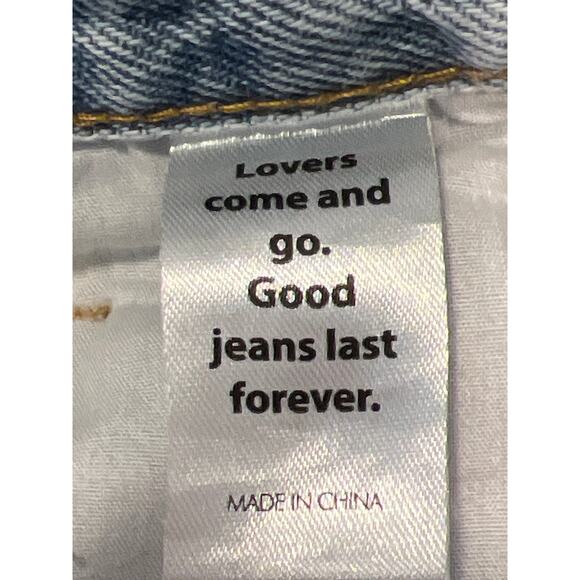 Lovers
come and
go.
Good
jeans last
forever.
MADE IN CHINA